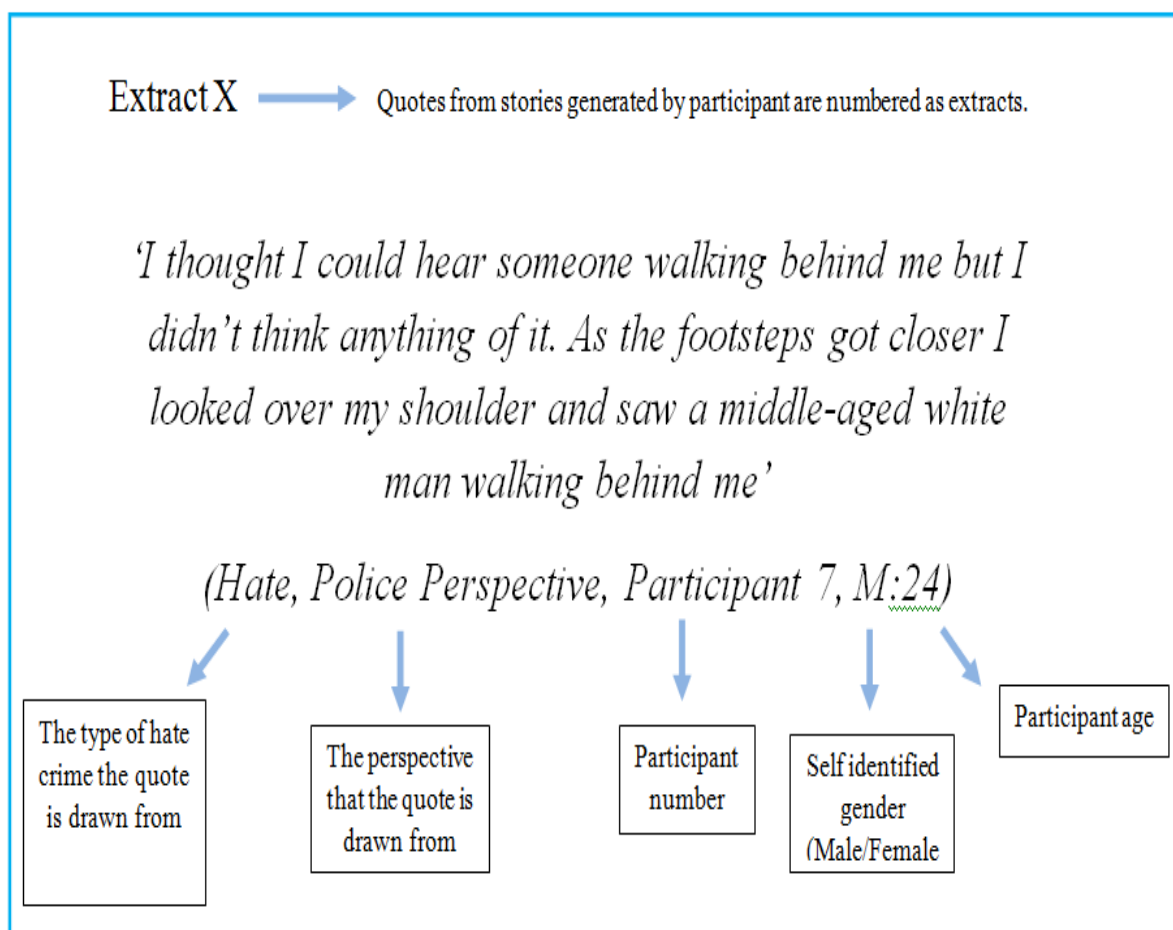 Extract X
Quotes from stories generated by participant are numbered as extracts.
‘I thought I could hear someone walking behind me but I
didn’t think anything of it. As the footsteps got closer I
looked over my shoulder and saw a middle-aged white
man walking behind me’
(Hate, Police Perspective, Participant 7, M:24)
The type of hate
crime the quote
is drawn from
The perspective
that the quote is
drawn from
Participant
number
Self identified
gender
(Male/Female
Participant age